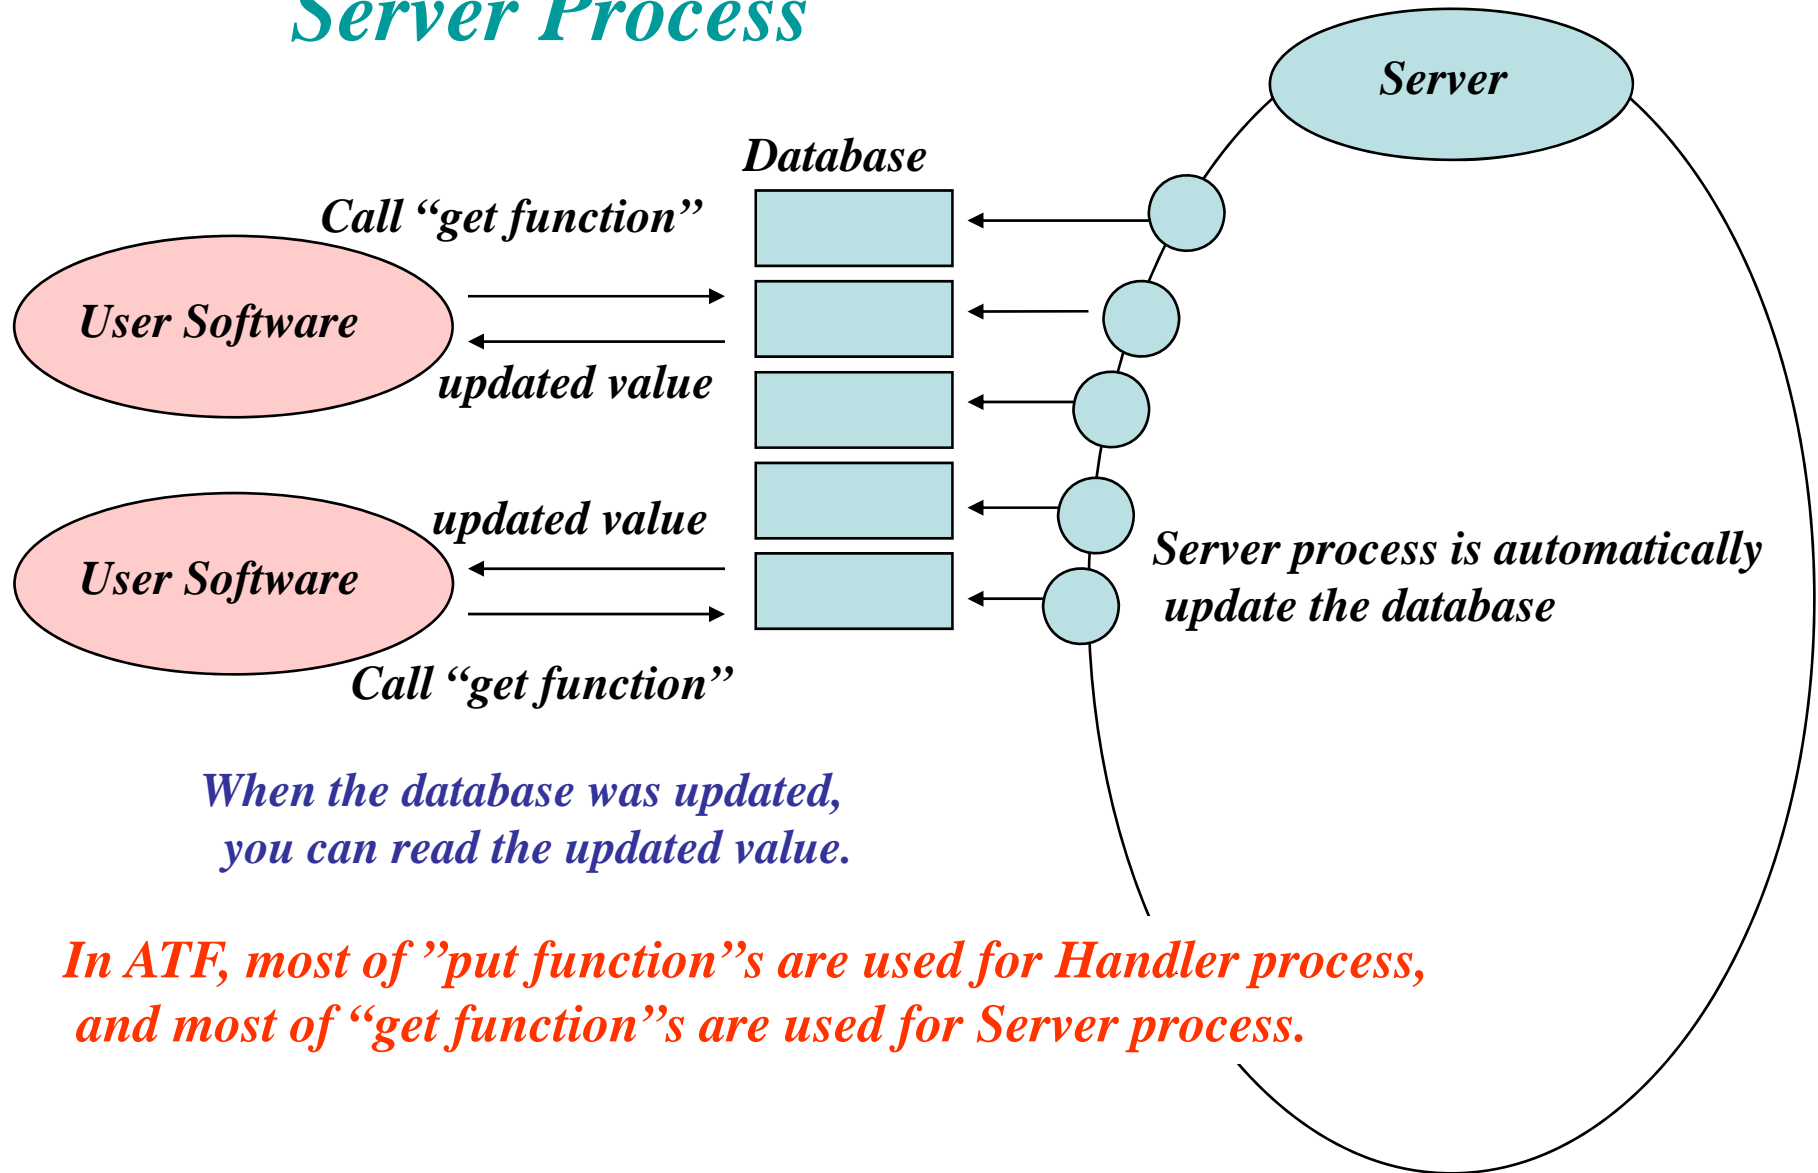 Server Process
Server
Database
Call “get function”
User Software
updated value
updated value
User Software
Call “get function”
Server process is automatically
update the database
When the database was updated,
you can read the updated value.
In ATF, most of ”put function”s are used for Handler process,
and most of “get function”s are used for Server process.